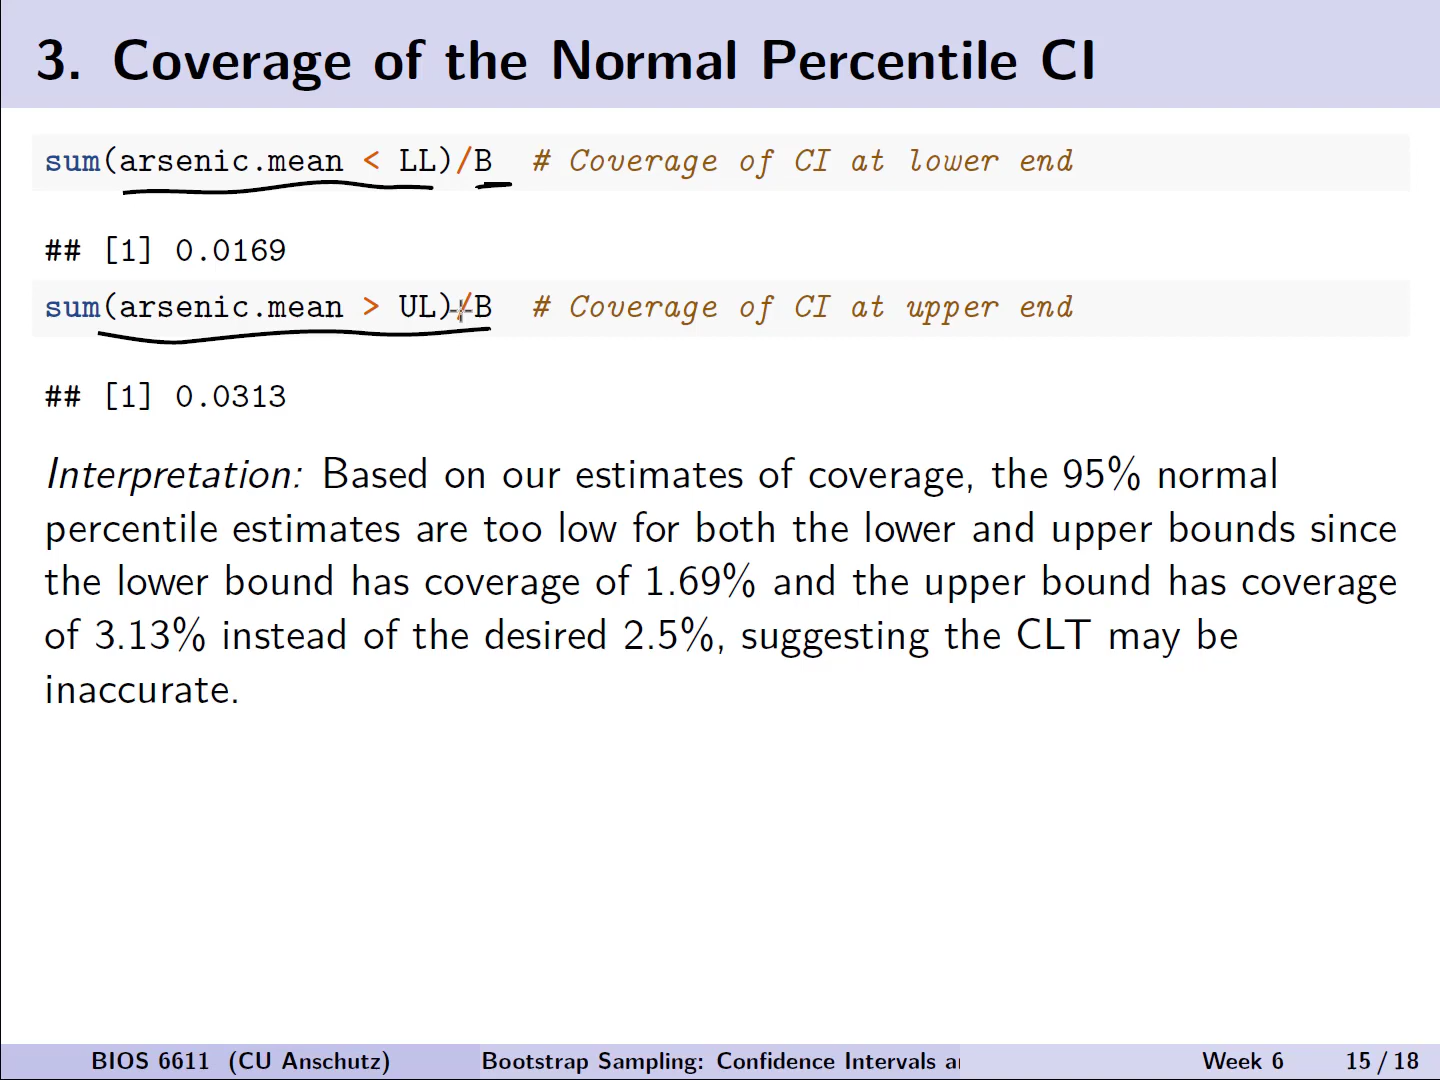 3. Coverage of the Normal Percentile CI
sum(arsenic.mean < LL)/B # Coverage of CI at lower end
## [1] 0.0169
sum(arsenic.mean > UL)/B # Coverage of CI at upper end
## [1] 0.0313
Interpretation: Based on our estimates of coverage, the 95% normal
percentile estimates are too low for both the lower and upper bounds since
the lower bound has coverage of 1.69% and the upper bound has coverage
of 3.13% instead of the desired 2.5%, suggesting the CLT may be
inaccurate.
BIOS 6611 (CU Anschutz) Bootstrap Sampling: Confidence Intervals a Week 6 15 / 18